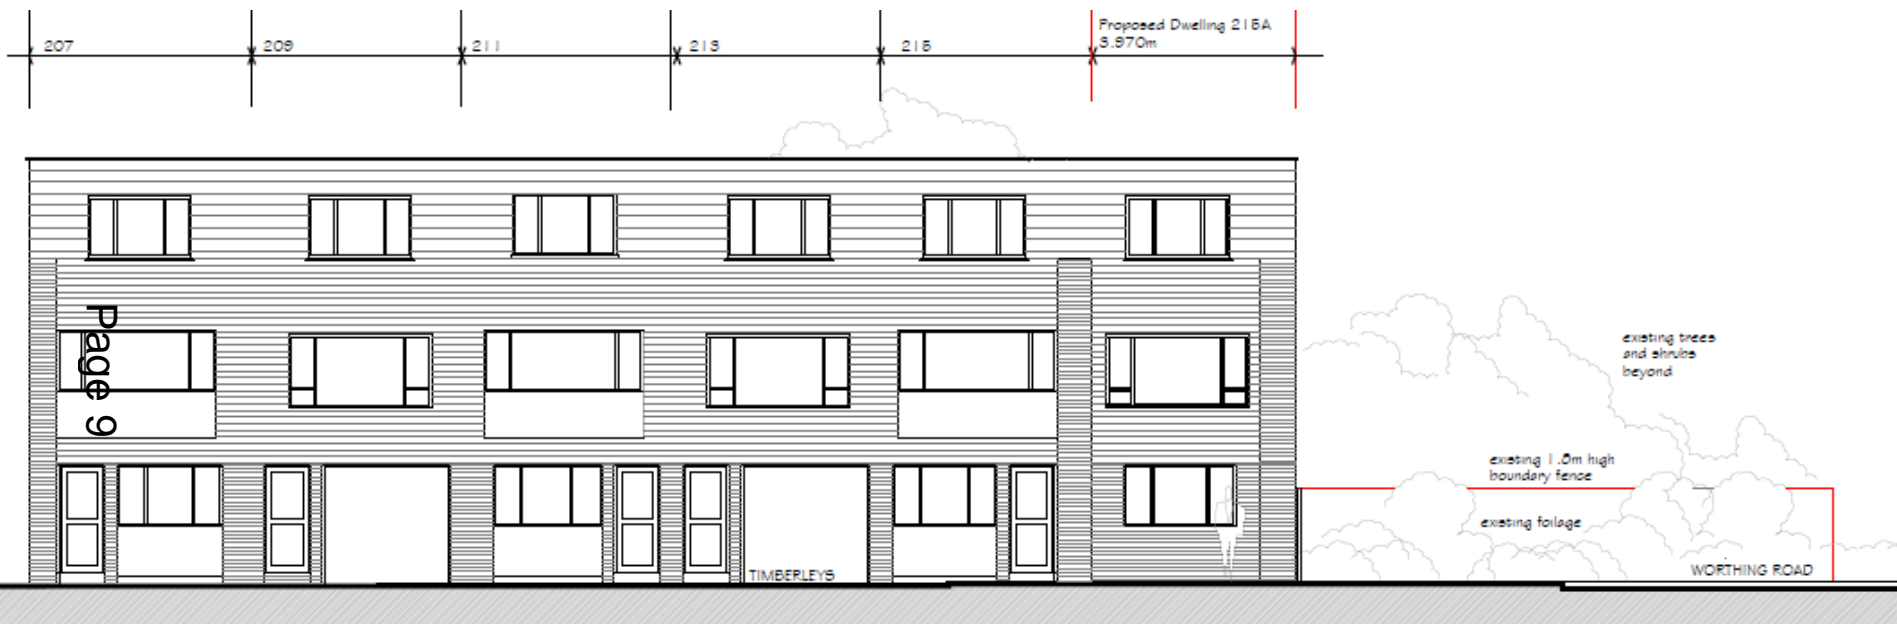 207
209
211
213
215
Proposed Dwelling 215A
3.970m
Page 9
existing trees
and shrubs
beyond
existing 1.8m high
boundary fence
existing foilage
TIMBERLEYS
WORTHING ROAD